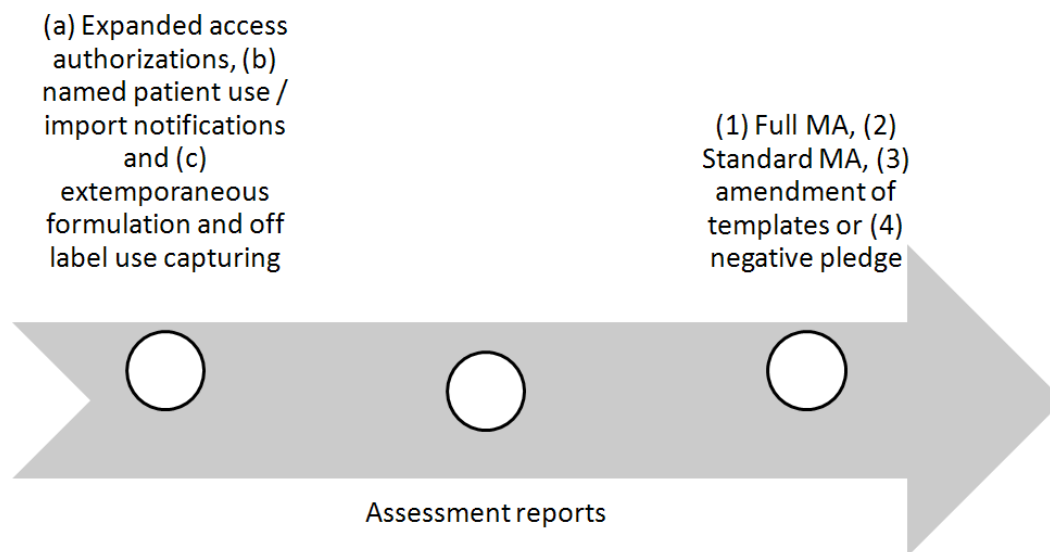 (a) Expanded access
authorizations, (b)
named patient use /
import notifications
and (c)
extemporaneous
formulation and off
label use capturing
(1) Full MA, (2)
Standard MA, (3)
amendment of
templates or (4)
negative pledge
Assessment reports